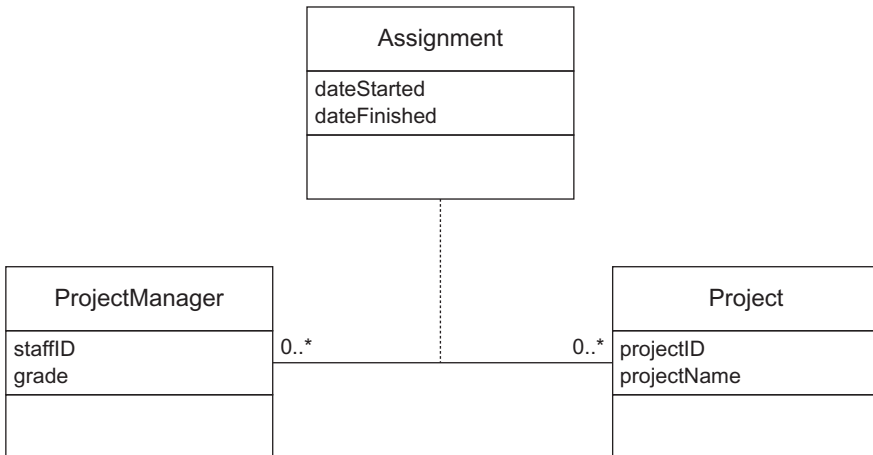 Assignment
dateStarted
dateFinished
ProjectManager
staffID
grade
0..*
0..*
Project
projectID
projectName